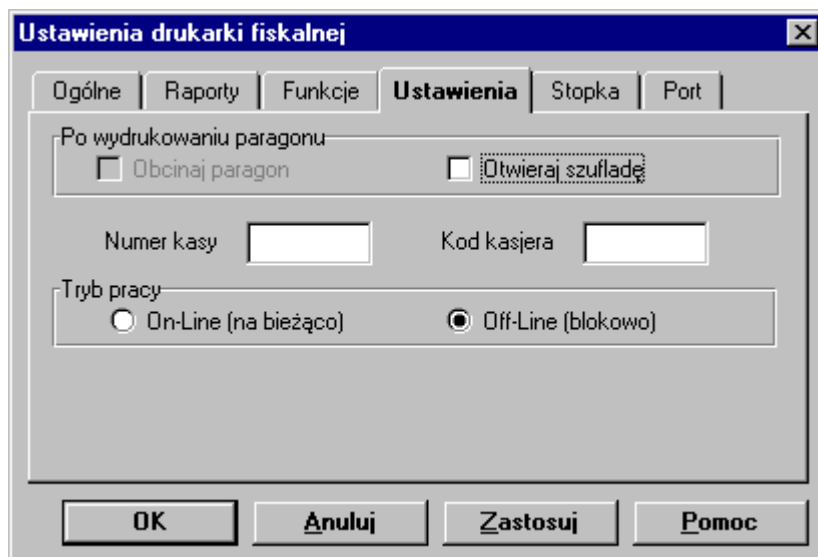 Ustawienia drukarki fiskalnej
Ogólne Raporty Funkcje Ustawienia Stopka Port
Po wydrukowaniu paragonu
Obcinaj paragon Otwieraj szufladę
Numer kasy Kod kasjera
Tryb pracy
On-Line (na bieżąco) Off-Line (blokowo)
OK Anuluj Zastosuj Pomoc